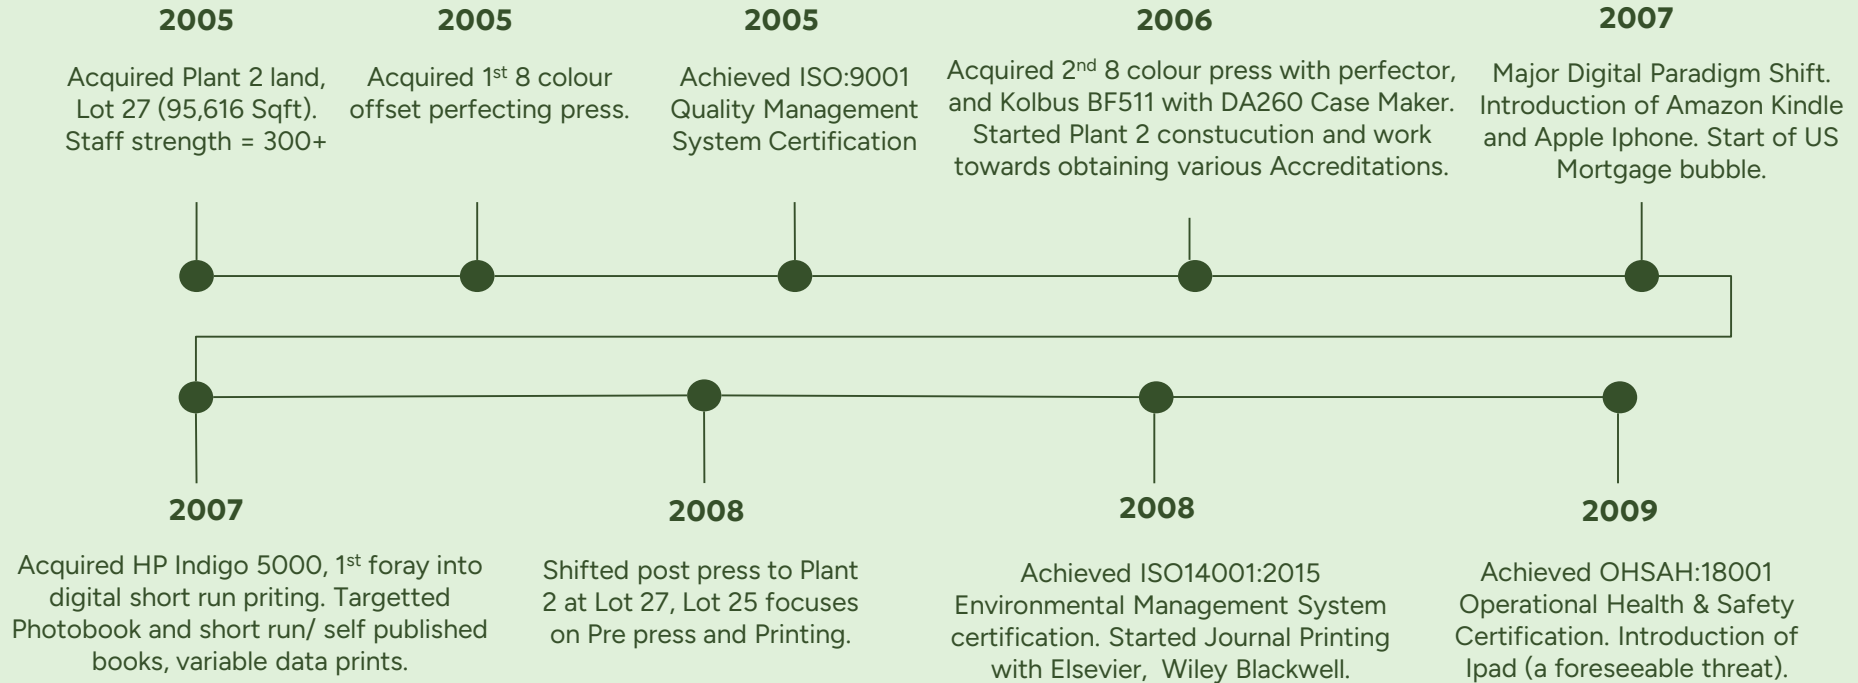 2005
Acquired Plant 2 land,
Lot 27 (95,616 Sqft).
Staff strength = 300+
2005
Acquired 1st 8 colour
offset perfecting press.
2005
Achieved ISO:9001
Quality Management
System Certification
2006
Acquired 2nd 8 colour press with perfector,
and Kolbus BF511 with DA260 Case Maker.
Started Plant 2 constucution and work
towards obtaining various Accreditations.
2007
Major Digital Paradigm Shift.
Introduction of Amazon Kindle
and Apple Iphone. Start of US
Mortgage bubble.
2007
Acquired HP Indigo 5000, 1st foray into
digital short run priting. Targetted
Photobook and short run/ self published
books, variable data prints.
2008
Shifted post press to Plant
2 at Lot 27, Lot 25 focuses
on Pre press and Printing.
2008
Achieved ISO14001:2015
Environmental Management System
certification. Started Journal Printing
with Elsevier, Wiley Blackwell.
2009
Achieved OHSAH:18001
Operational Health & Safety
Certification. Introduction of
Ipad (a foreseeable threat).